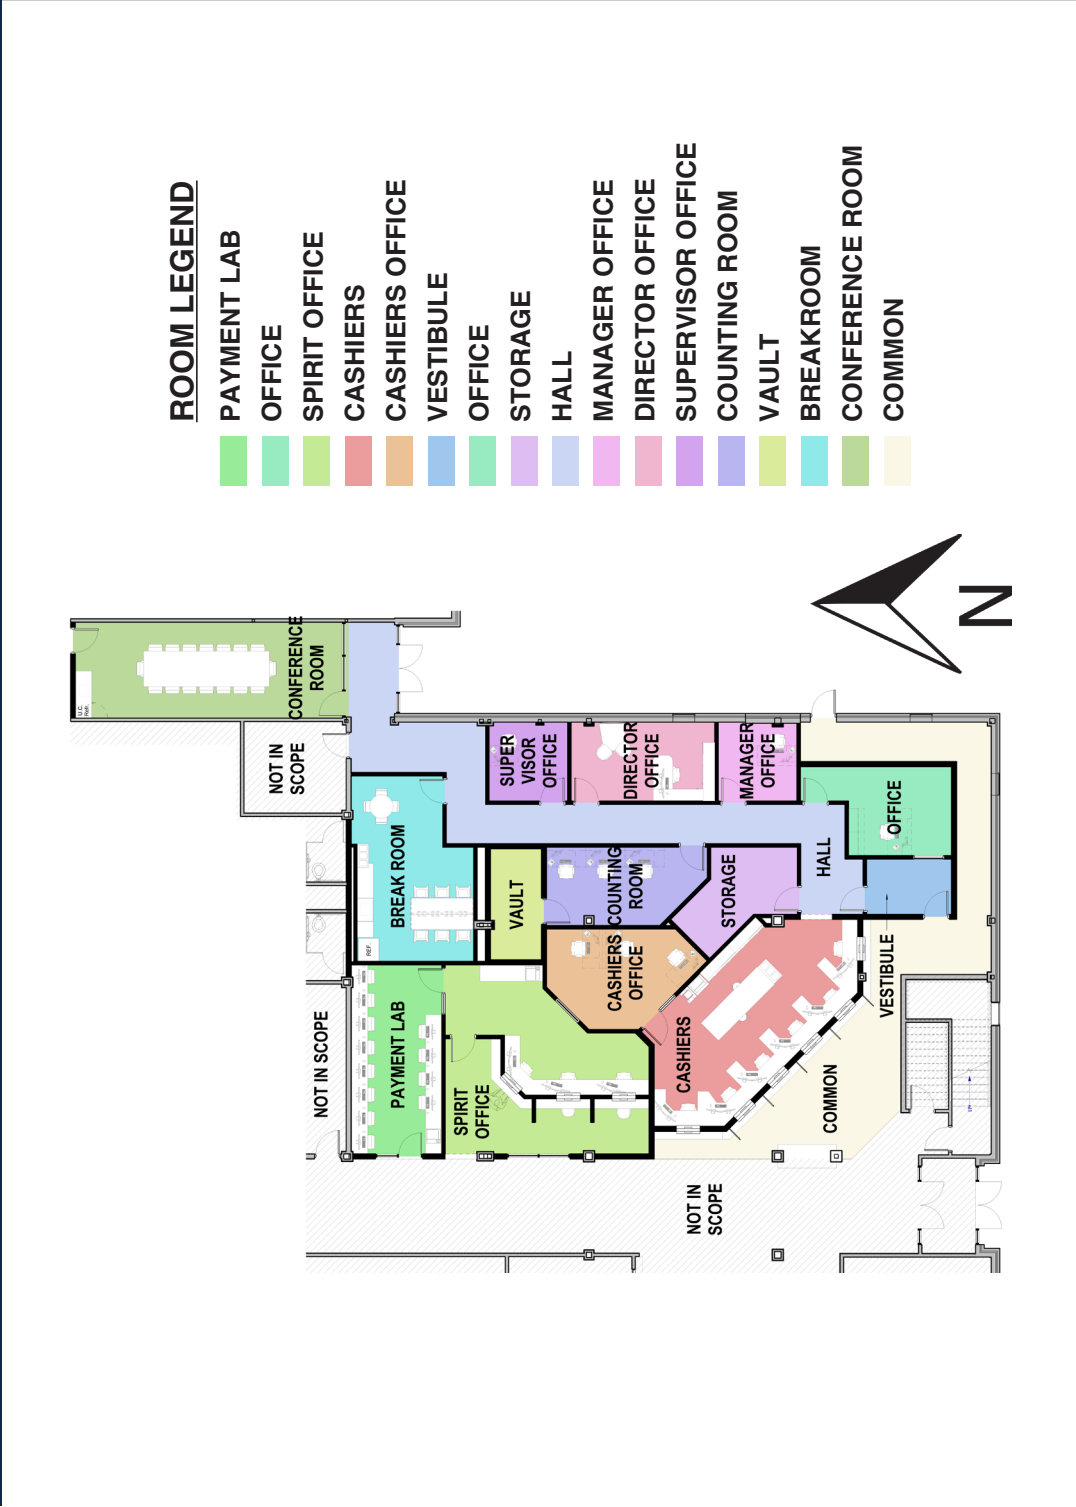 ROOM LEGEND
PAYMENT LAB
OFFICE
SPIRIT OFFICE
CASHIERS
CASHIERS OFFICE
VESTIBULE
OFFICE
STORAGE
HALL
MANAGER OFFICE
DIRECTOR OFFICE
SUPERVISOR OFFICE
COUNTING ROOM
VAULT
BREAKROOM
CONFERENCE ROOM
COMMON
N
U.C.
Refr.
CONFERENCE
ROOM
NOT IN
SCOPE
SUPER
VISOR
OFFICE
DIRECTOR
OFFICE
MANAGER
OFFICE
OFFICE
BREAK ROOM
REF.
VAULT
COUNTING
ROOM
STORAGE
HALL
CASHIERS
OFFICE
VESTIBULE
NOT IN SCOPE
PAYMENT LAB
SPIRIT
OFFICE
CASHIERS
COMMON
NOT IN
SCOPE